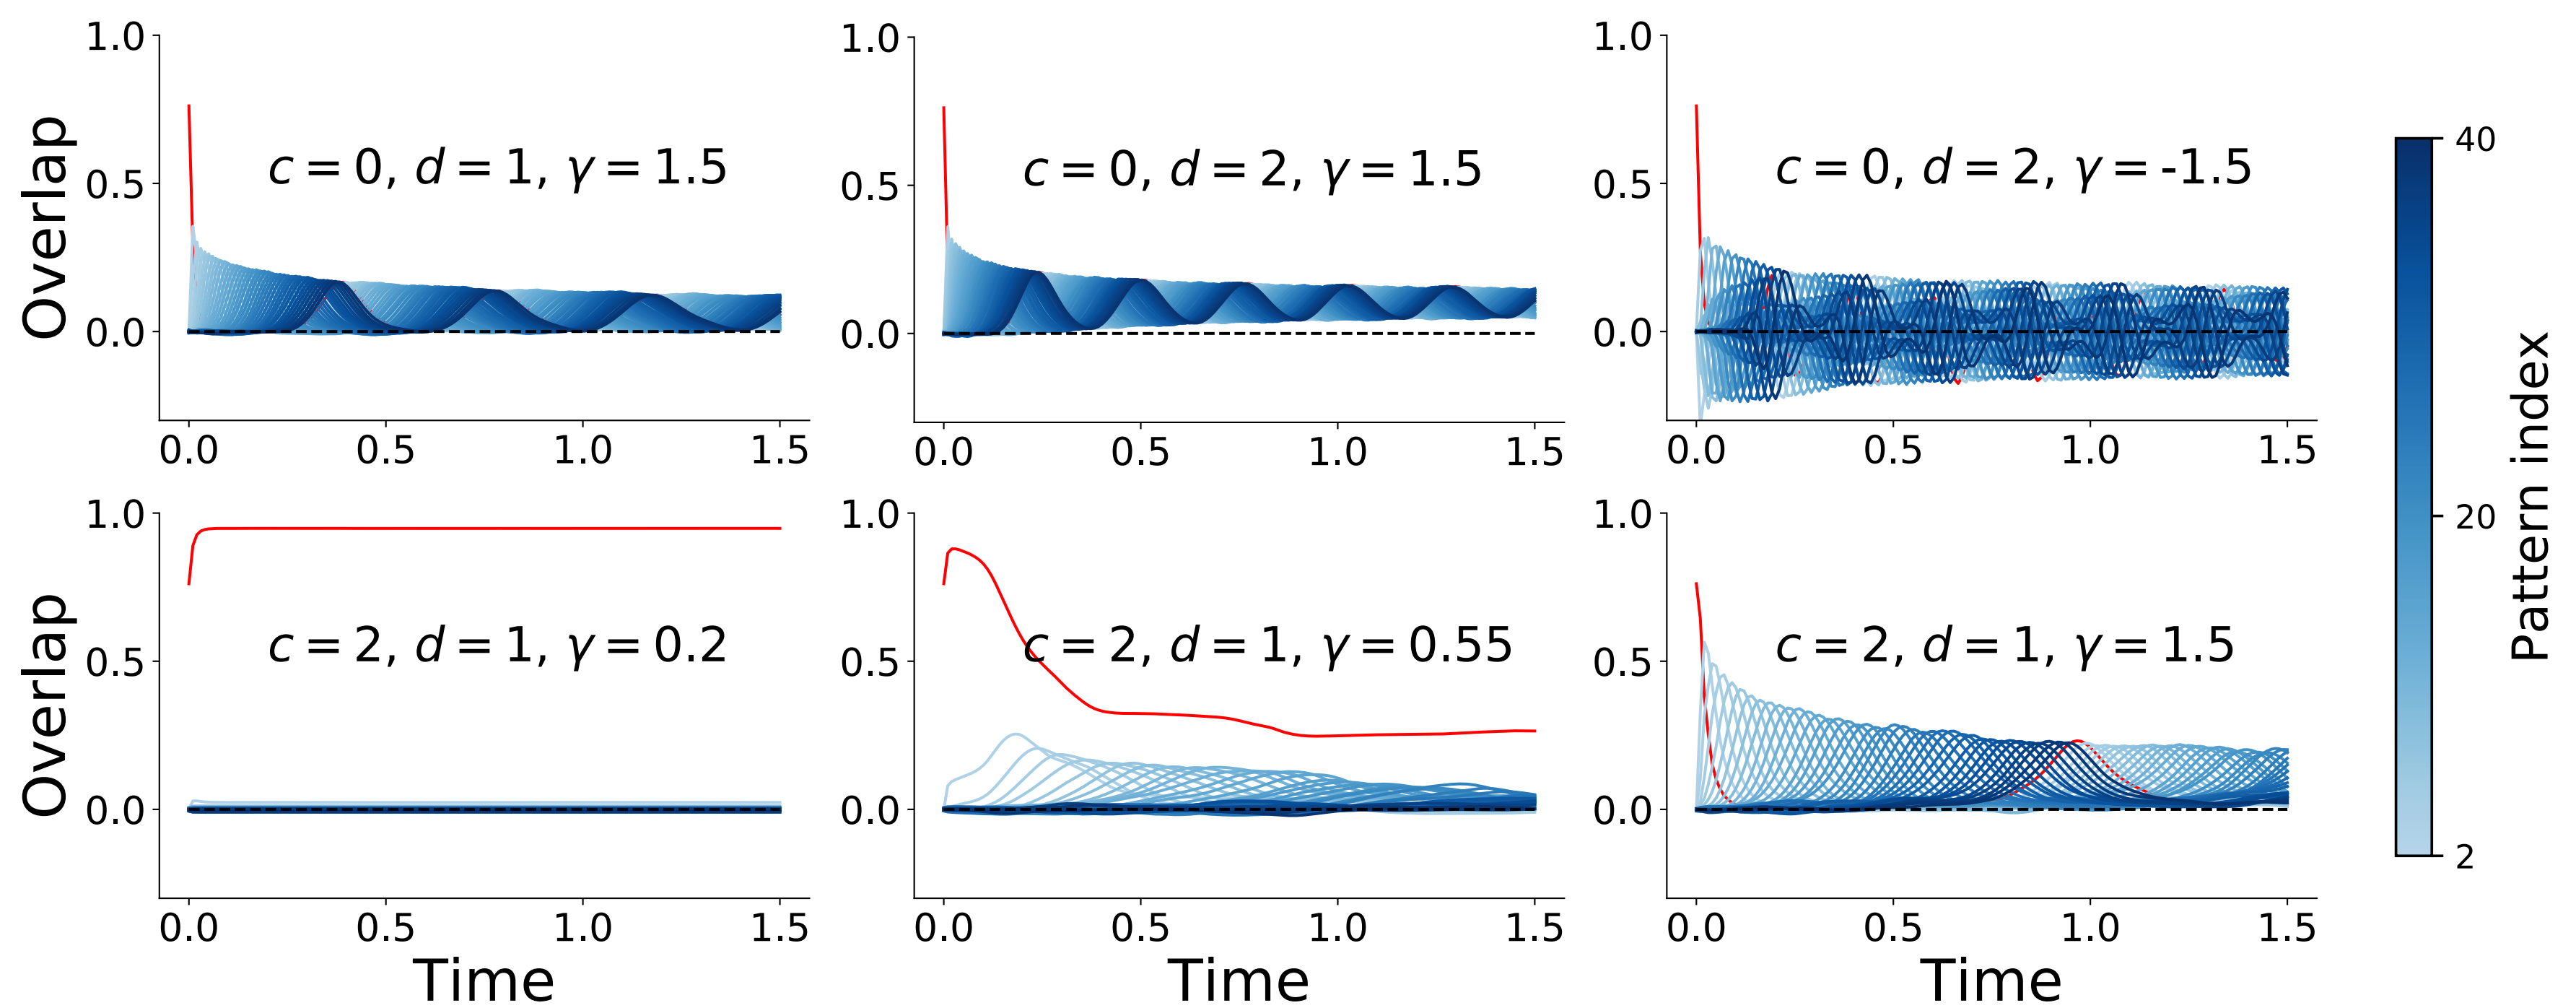 1.0
0.5
0.0
Overlap
c = 0, d = 1, γ = 1.5
0.0 0.5 1.0 1.5
1.0
0.5
0.0
c = 0, d = 2, γ = 1.5
0.0 0.5 1.0 1.5
1.0
0.5
0.0
c = 0, d = 2, γ = -1.5
0.0 0.5 1.0 1.5
1.0
0.5
0.0
Overlap
c = 2, d = 1, γ = 0.2
0.0 0.5 1.0 1.5
Time
1.0
0.5
0.0
c = 2, d = 1, γ = 0.55
0.0 0.5 1.0 1.5
Time
1.0
0.5
0.0
c = 2, d = 1, γ = 1.5
0.0 0.5 1.0 1.5
Time
40
20
2
Pattern index